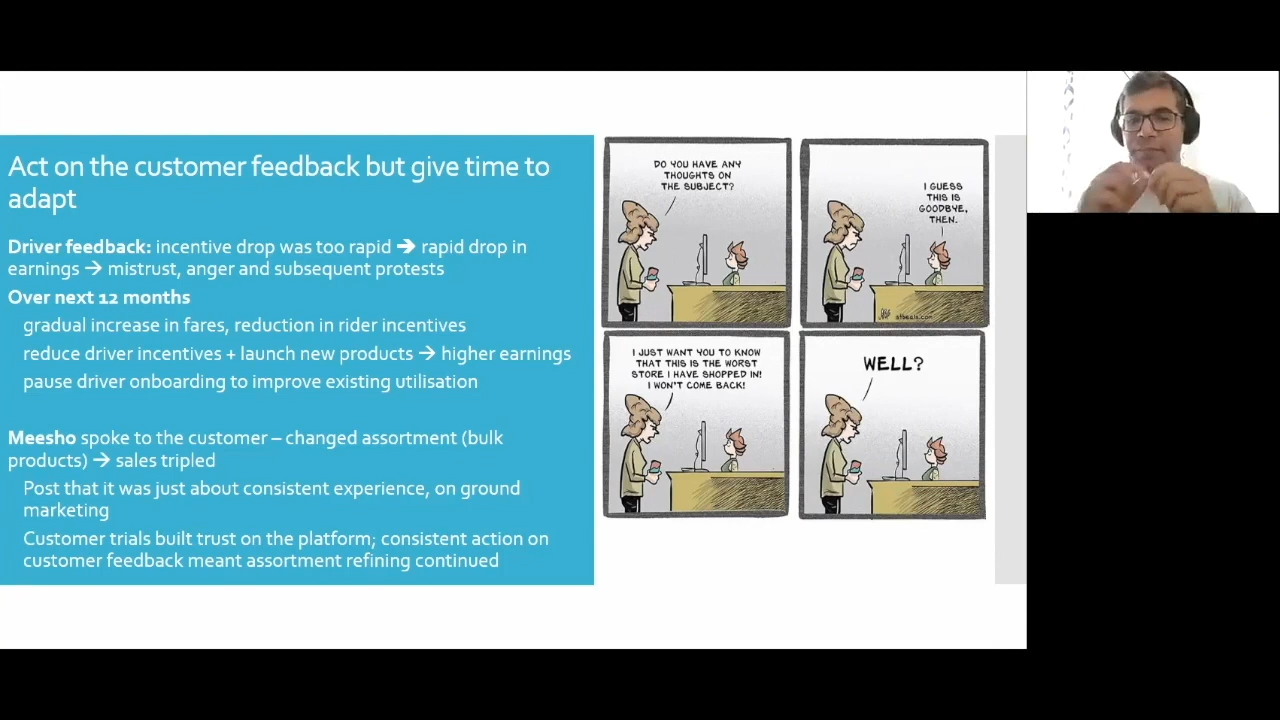 Act on the customer feedback but give time to
adapt
Driver feedback: incentive drop was too rapid → rapid drop in
earnings → mistrust, anger and subsequent protests
Over next 12 months
gradual increase in fares, reduction in rider incentives
reduce driver incentives + launch new products → higher earnings
pause driver onboarding to improve existing utilisation
Meesho spoke to the customer – changed assortment (bulk
products) → sales tripled
Post that it was just about consistent experience, on ground
marketing
Customer trials built trust on the platform; consistent action on
customer feedback meant assortment refining continued
DO YOU HAVE ANY
THOUGHTS ON
THE SUBJECT?
I GUESS
THIS IS
GOODBYE,
THEN.
atbeals.com
I JUST WANT YOU TO KNOW
THAT THIS IS THE WORST
STORE I HAVE SHOPPED IN!
I WON'T COME BACK!
WELL?